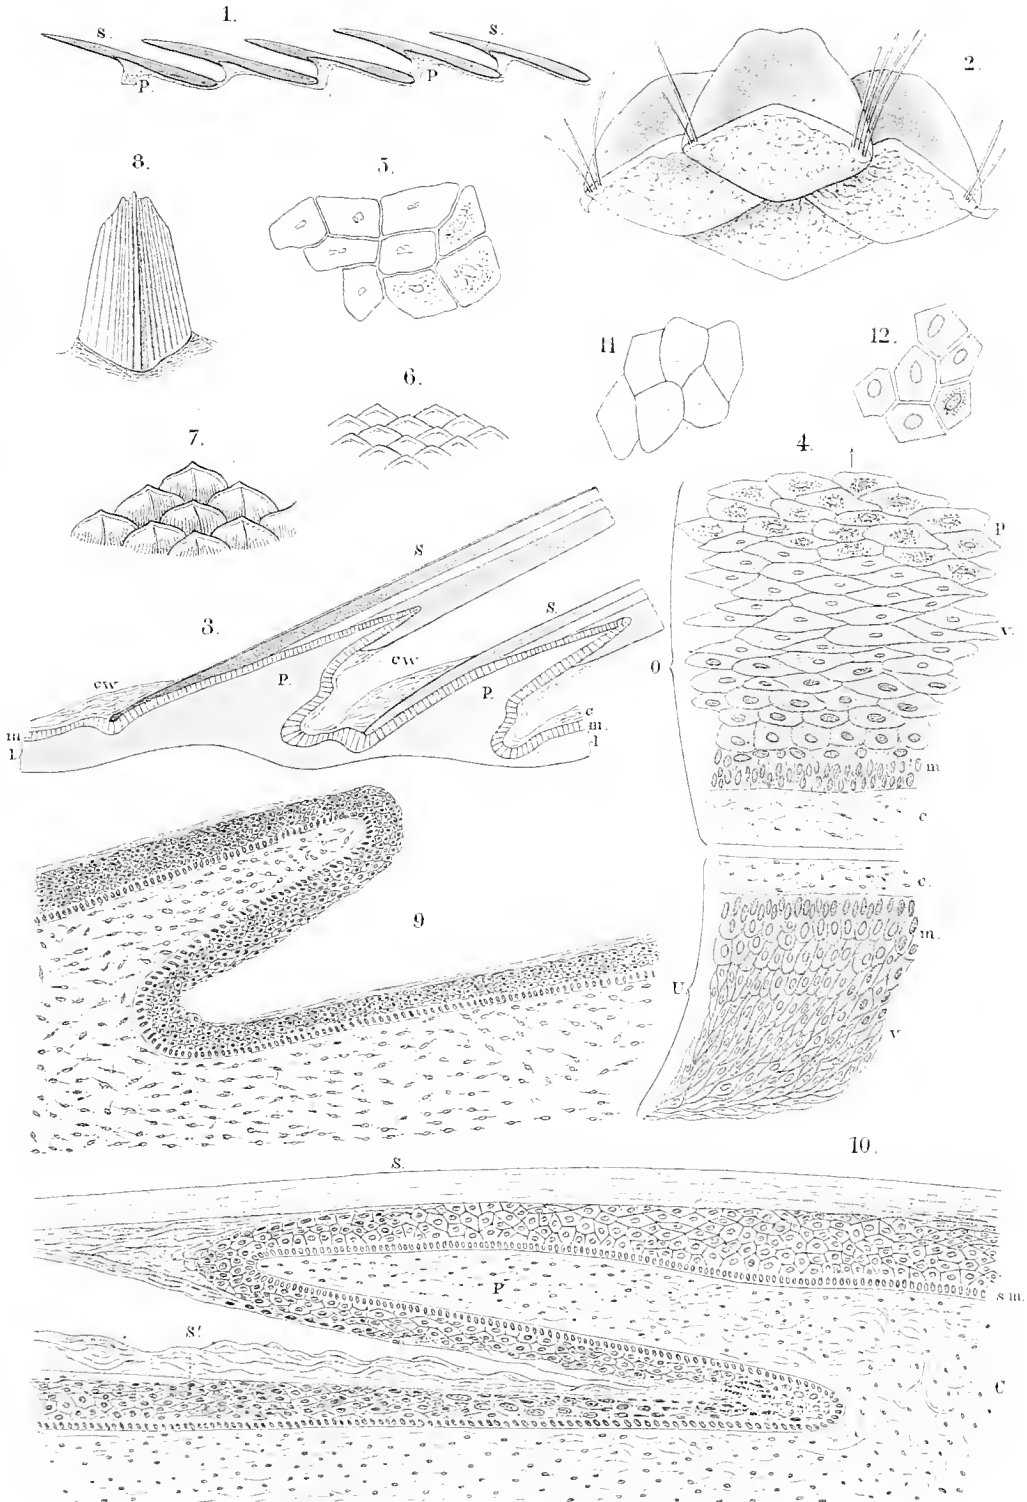 1.
s.
s.
P.
P
2.
8.
5.
6.
11
12.
7.
4.
P
v.
O
m
c
3.
s
s.
P.
P.
cw
cw
c
m.
l
m
l.
9
c.
m.
U
v
10.
s.
P
s m.
s'.
C